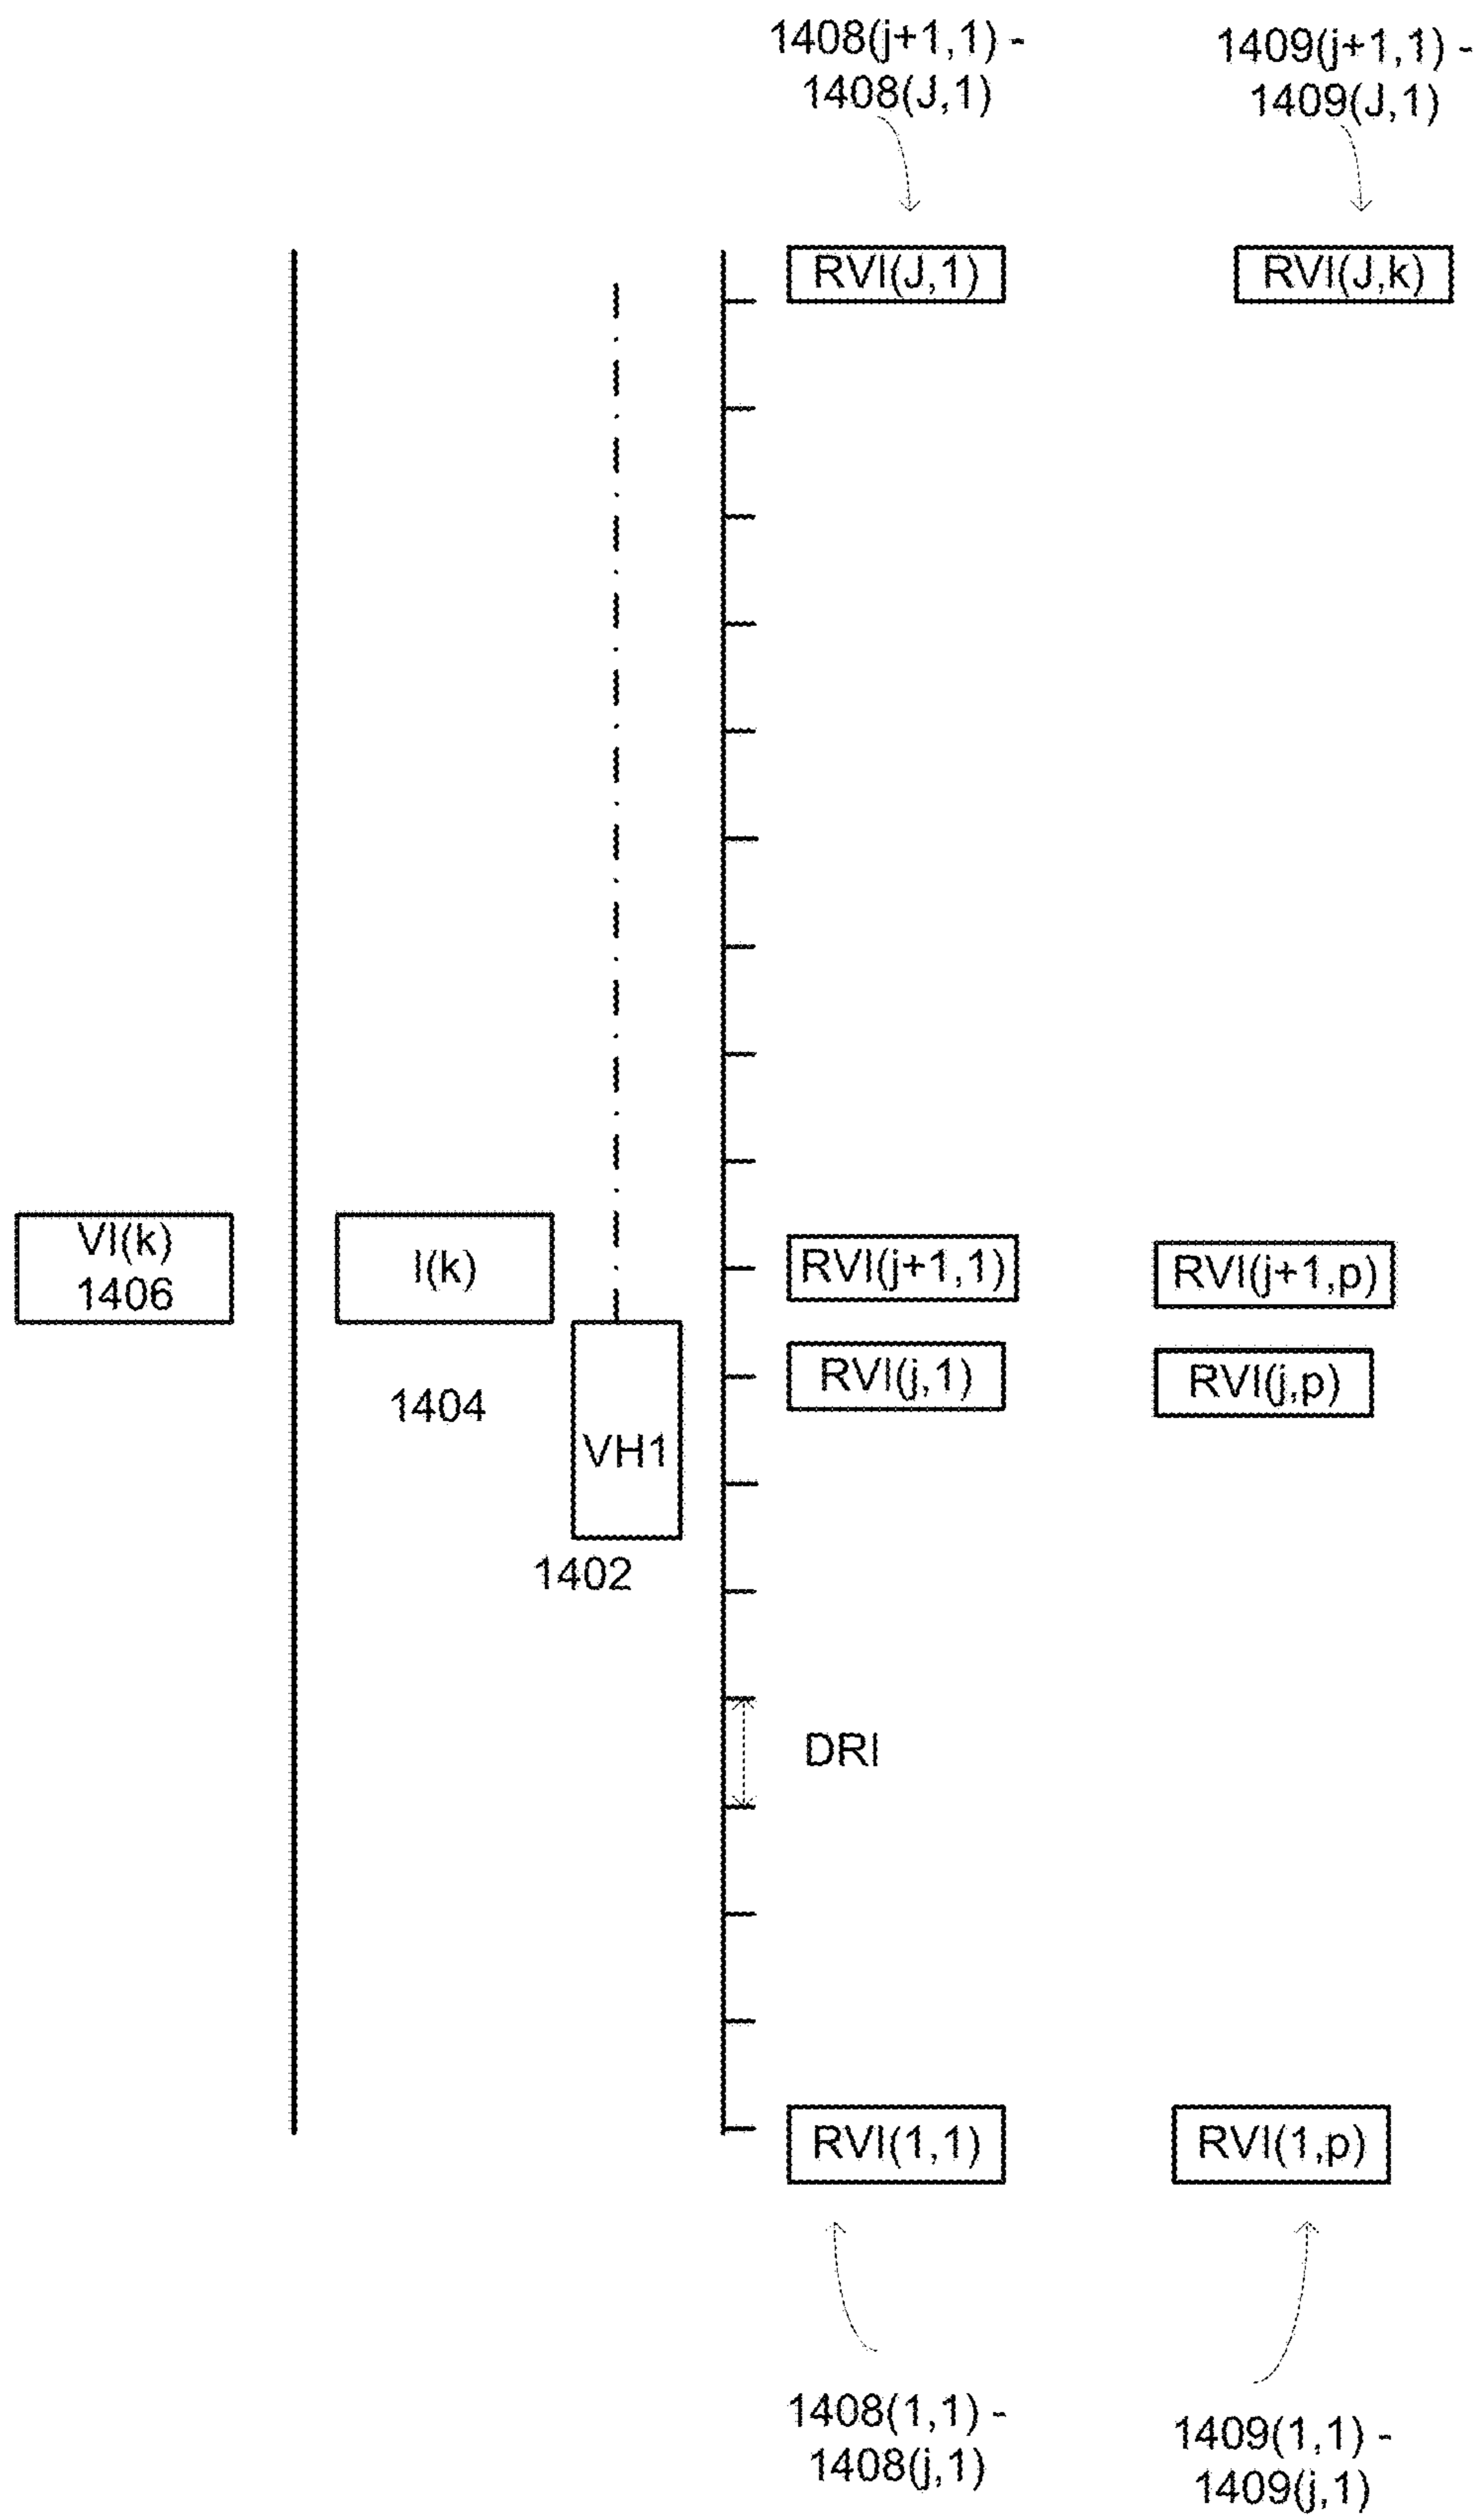 1408(j+1,1) -
1408(J,1)
1409(j+1,1) -
1409(J,1)
RVI(J,1)
RVI(J,k)
VI(k)
1406
I(k)
RVI(j+1,1)
RVI(j+1,p)
RVI(j,1)
RVI(j,p)
1404
VH1
1402
DRI
RVI(1,1)
RVI(1,p)
1408(1,1) -
1408(j,1)
1409(1,1) -
1409(j,1)